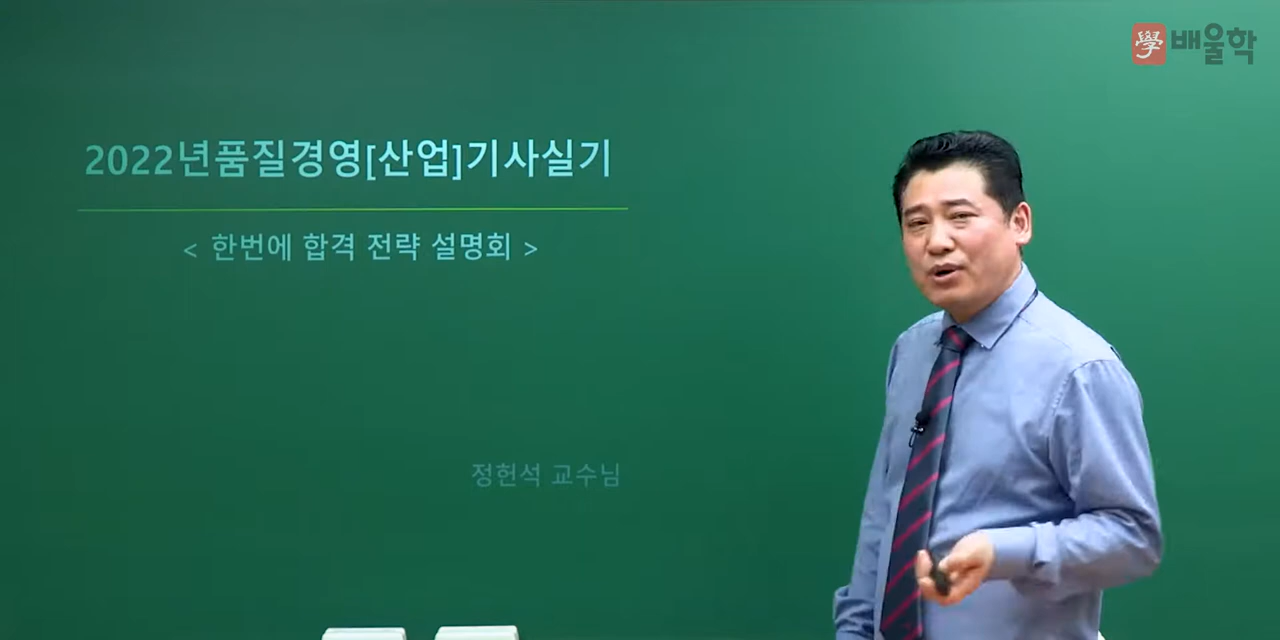 學 배울학
2022년품질경영[산업]기사실기
< 한번에 합격 전략 설명회 >
정헌석 교수님